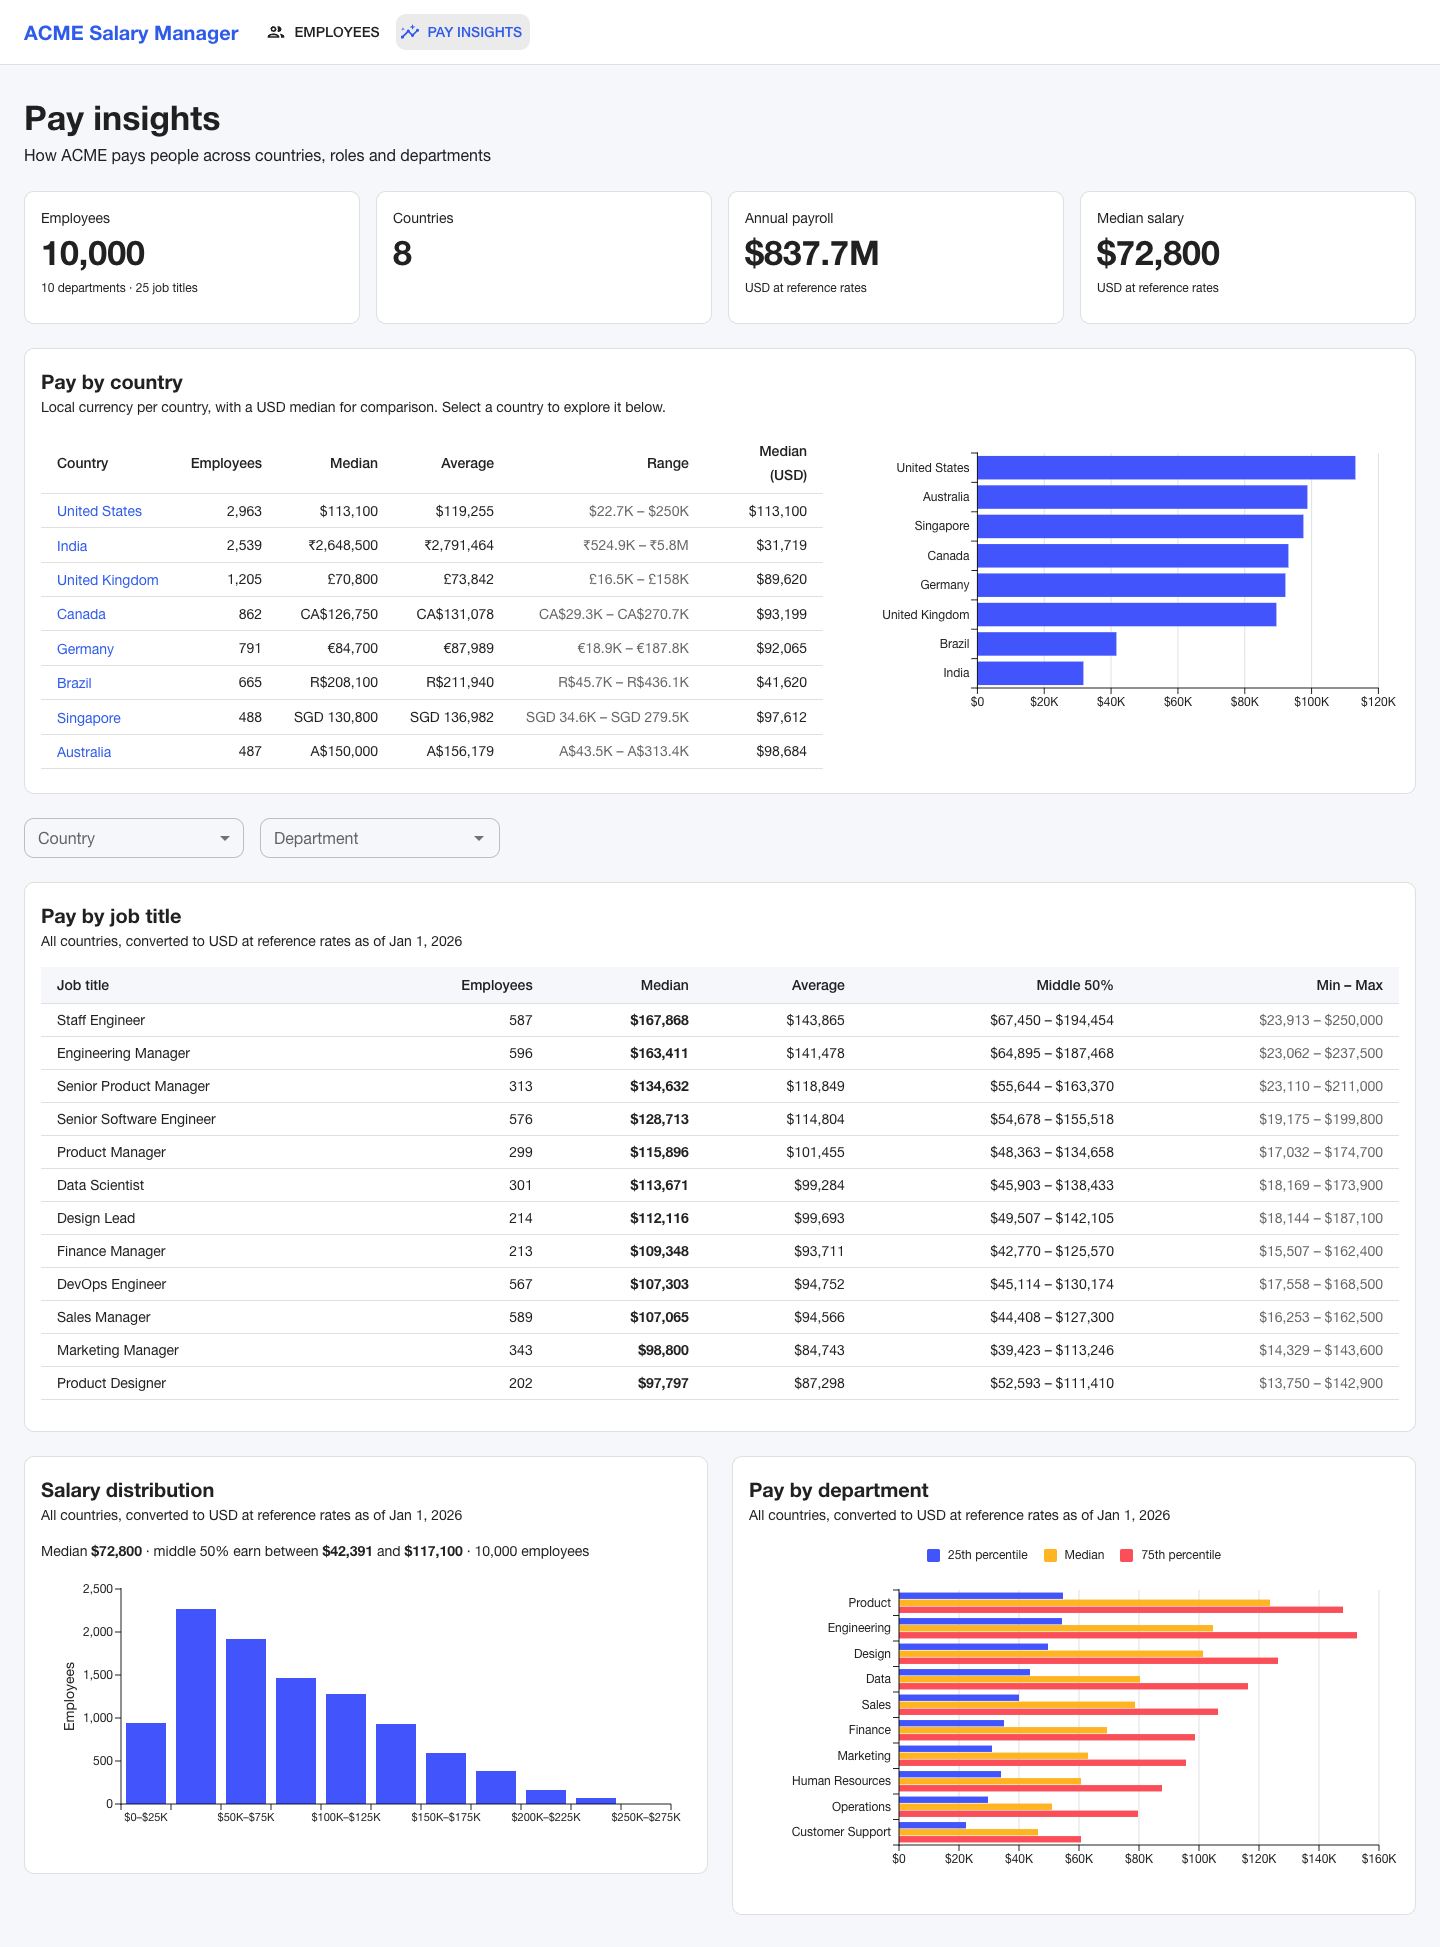 ACME Salary Manager
EMPLOYEES
PAY INSIGHTS
Pay insights
How ACME pays people across countries, roles and departments
Employees
10,000
10 departments · 25 job titles
Countries
8
Annual payroll
$837.7M
USD at reference rates
Median salary
$72,800
USD at reference rates
Pay by country
Local currency per country, with a USD median for comparison. Select a country to explore it below.
Country Employees Median Average Range Median (USD)
United States 2,963 $113,100 $119,255 $22.7K – $250K $113,100
India 2,539 ₹2,648,500 ₹2,791,464 ₹524.9K – ₹5.8M $31,719
United Kingdom 1,205 £70,800 £73,842 £16.5K – £158K $89,620
Canada 862 CA$126,750 CA$131,078 CA$29.3K – CA$270.7K $93,199
Germany 791 €84,700 €87,989 €18.9K – €187.8K $92,065
Brazil 665 R$208,100 R$211,940 R$45.7K – R$436.1K $41,620
Singapore 488 SGD 130,800 SGD 136,982 SGD 34.6K – SGD 279.5K $97,612
Australia 487 A$150,000 A$156,179 A$43.5K – A$313.4K $98,684
United States
Australia
Singapore
Canada
Germany
United Kingdom
Brazil
India
$0 $20K $40K $60K $80K $100K $120K
Country
Department
Pay by job title
All countries, converted to USD at reference rates as of Jan 1, 2026
Job title Employees Median Average Middle 50% Min – Max
Staff Engineer 587 $167,868 $143,865 $67,450 – $194,454 $23,913 – $250,000
Engineering Manager 596 $163,411 $141,478 $64,895 – $187,468 $23,062 – $237,500
Senior Product Manager 313 $134,632 $118,849 $55,644 – $163,370 $23,110 – $211,000
Senior Software Engineer 576 $128,713 $114,804 $54,678 – $155,518 $19,175 – $199,800
Product Manager 299 $115,896 $101,455 $48,363 – $134,658 $17,032 – $174,700
Data Scientist 301 $113,671 $99,284 $45,903 – $138,433 $18,169 – $173,900
Design Lead 214 $112,116 $99,693 $49,507 – $142,105 $18,144 – $187,100
Finance Manager 213 $109,348 $93,711 $42,770 – $125,570 $15,507 – $162,400
DevOps Engineer 567 $107,303 $94,752 $45,114 – $130,174 $17,558 – $168,500
Sales Manager 589 $107,065 $94,566 $44,408 – $127,300 $16,253 – $162,500
Marketing Manager 343 $98,800 $84,743 $39,423 – $113,246 $14,329 – $143,600
Product Designer 202 $97,797 $87,298 $52,593 – $111,410 $13,750 – $142,900
Salary distribution
All countries, converted to USD at reference rates as of Jan 1, 2026
Median $72,800 · middle 50% earn between $42,391 and $117,100 · 10,000 employees
Employees
2,500
2,000
1,500
1,000
500
0
$0–$25K $50K–$75K $100K–$125K $150K–$175K $200K–$225K $250K–$275K
Pay by department
All countries, converted to USD at reference rates as of Jan 1, 2026
25th percentile Median 75th percentile
Product
Engineering
Design
Data
Sales
Finance
Marketing
Human Resources
Operations
Customer Support
$0 $20K $40K $60K $80K $100K $120K $140K $160K